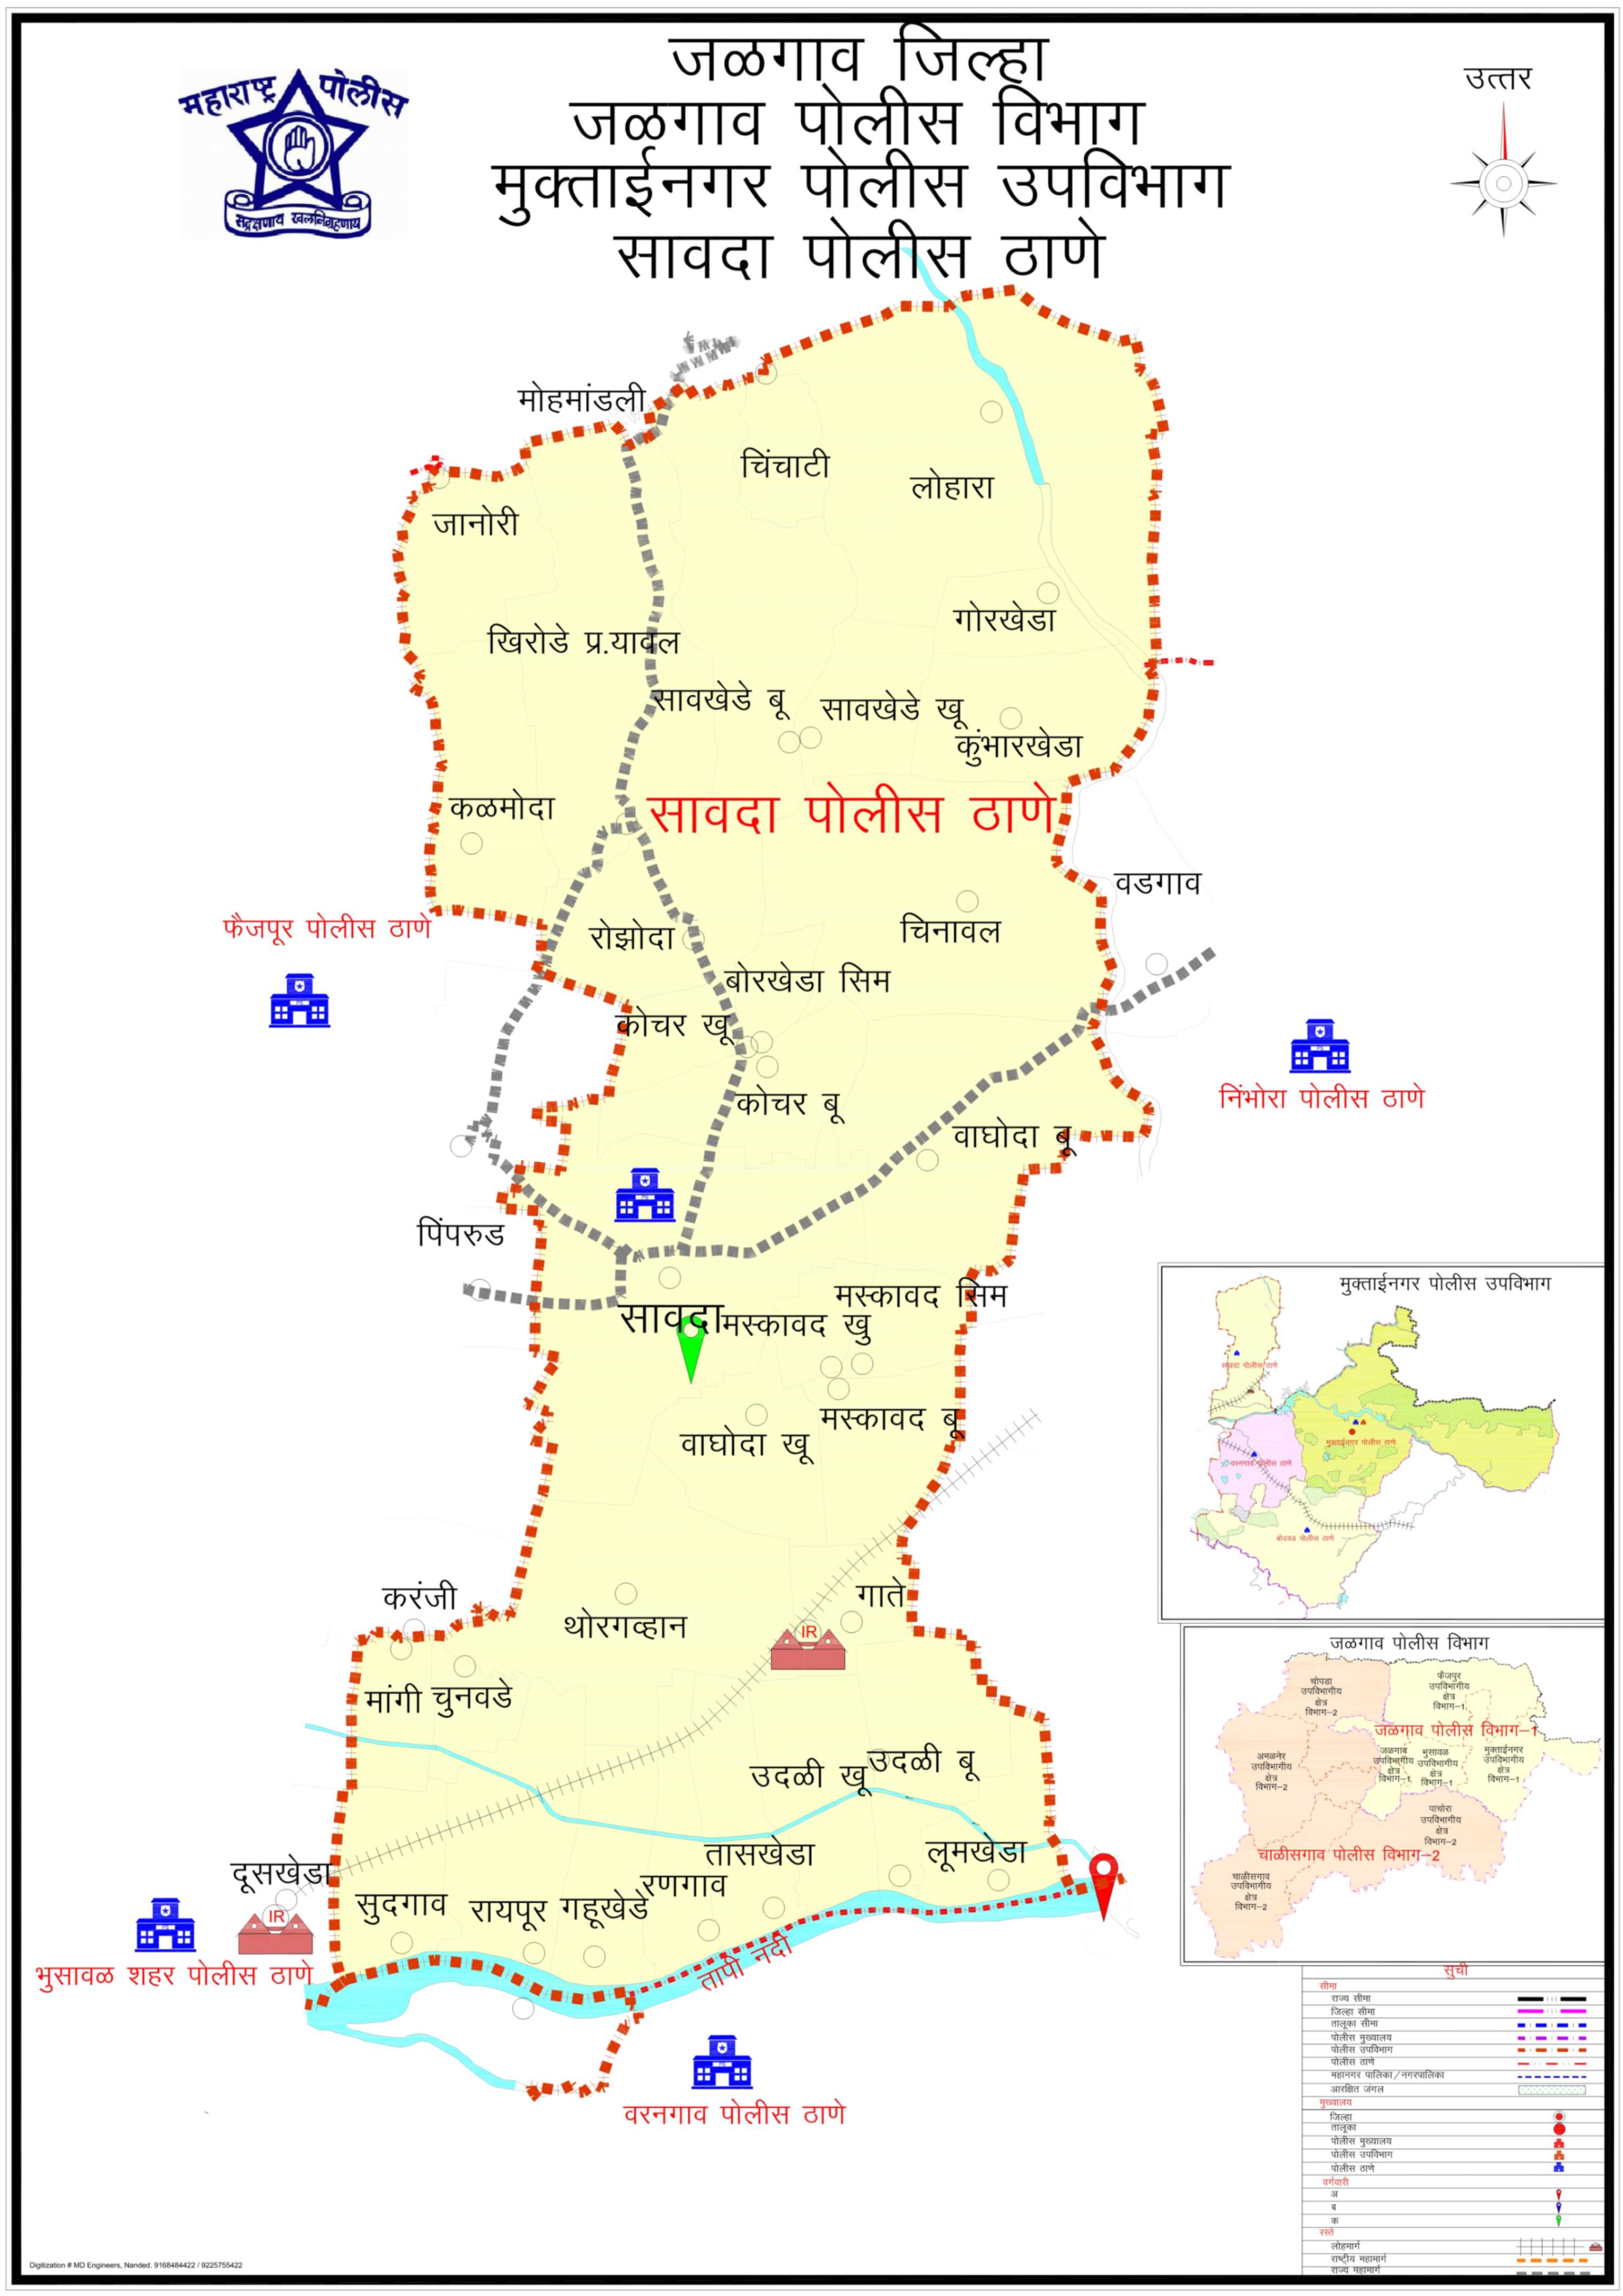 महाराष्ट्र पोलीस
सद्रक्षणाय खलनिग्रहणाय
जळगाव जिल्हा
जळगाव पोलीस विभाग
मुक्ताईनगर पोलीस उपविभाग
सावदा पोलीस ठाणे
उत्तर
मोहमांडली
चिंचाटी
लोहारा
जानोरी
गोरखेडा
खिरोडे प्र.यावल
सावखेडे बू
सावखेडे खू
कुंभारखेडा
कळमोदा
सावदा पोलीस ठाणे
वडगाव
फैजपूर पोलीस ठाणे
रोझोदा
चिनावल
बोरखेडा सिम
कोचर खू
निंभोरा पोलीस ठाणे
कोचर बू
वाघोदा बू
पिंपरुड
मस्कावद सिम
सावदा
मस्कावद खु
मस्कावद बू
वाघोदा खू
करंजी
गाते
थोरगव्हान
IR
मांगी
चुनवडे
उदळी खू
उदळी बू
तासखेडा
लूमखेडा
दूसखेडा
रणगाव
सुदगाव
रायपूर
गहूखेडे
IR
तापी नदी
भुसावळ शहर पोलीस ठाणे
वरनगाव पोलीस ठाणे
मुक्ताईनगर पोलीस उपविभाग
सावदा पोलीस ठाणे
मुक्ताईनगर पोलीस ठाणे
वरनगाव पोलीस ठाणे
बोदवड पोलीस ठाणे
जळगाव पोलीस विभाग
चोपडा
उपविभागीय
क्षेत्र
विभाग-2
फैजपुर
उपविभागीय
क्षेत्र
विभाग-1
जळगाव पोलीस विभाग-1
अमळनेर
उपविभागीय
क्षेत्र
विभाग-2
जळगाब
उपविभागीय
क्षेत्र
विभाग-1
भुसावळ
उपविभागीय
क्षेत्र
विभाग-1
मुक्ताईनगर
उपविभागीय
क्षेत्र
विभाग-1
पाचोरा
उपविभागीय
क्षेत्र
विभाग-2
चाळीसगाव पोलीस विभाग-2
चाळीसगाव
उपविभागीय
क्षेत्र
विभाग-2
सुची
सीमा
राज्य सीमा
जिल्हा सीमा
तालूका सीमा
पोलीस मुख्यालय
पोलीस उपविभाग
पोलीस ठाणे
महानगर पालिका/नगरपालिका
आरक्षित जंगल
मुख्यालय
जिल्हा
तालूका
पोलीस मुख्यालय
पोलीस उपविभाग
पोलीस ठाणे
वर्गवारी
अ
ब
क
रस्ते
लोहमार्ग
राष्ट्रीय महामार्ग
राज्य महामार्ग
Digitization # MD Engineers, Nanded. 9168484422 / 9225755422